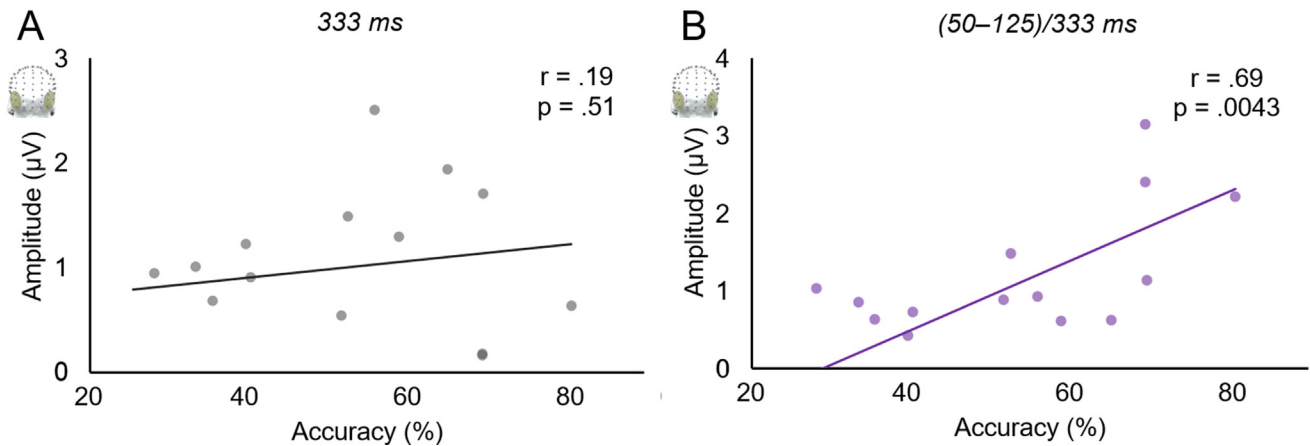 A
333 ms
r = .19
p = .51
Amplitude (µV)
3
2
1
0
20
40
60
80
Accuracy (%)
B
(50–125)/333 ms
r = .69
p = .0043
Amplitude (µV)
4
3
2
1
0
20
40
60
80
Accuracy (%)